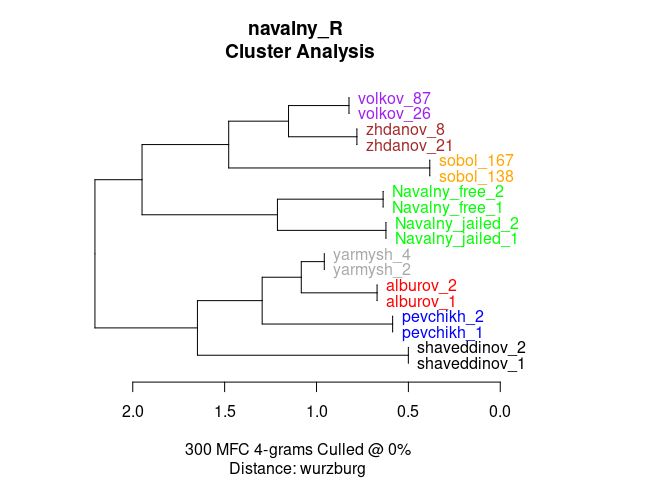 navalny_R
Cluster Analysis
volkov_87
volkov_26
zhdanov_8
zhdanov_21
sobol_167
sobol_138
Navalny_free_2
Navalny_free_1
Navalny_jailed_2
Navalny_jailed_1
yarmysh_4
yarmysh_2
alburov_2
alburov_1
pevchikh_2
pevchikh_1
shaveddinov_2
shaveddinov_1
2.0 1.5 1.0 0.5 0.0
300 MFC 4-grams Culled @ 0%
Distance: wurzburg